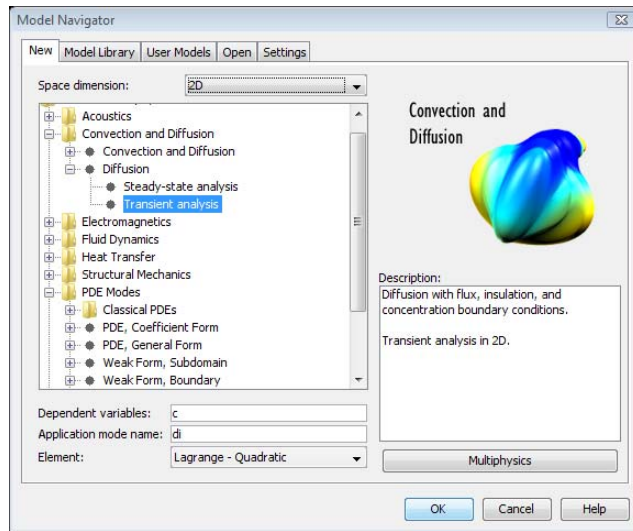 Model Navigator
New Model Library User Models Open Settings
Space dimension: 2D
Acoustics
Convection and Diffusion
Convection and Diffusion
Diffusion
Steady-state analysis
Transient analysis
Electromagnetics
Fluid Dynamics
Heat Transfer
Structural Mechanics
PDE Modes
Classical PDEs
PDE, Coefficient Form
PDE, General Form
Weak Form, Subdomain
Weak Form, Boundary
Dependent variables: c
Application mode name: di
Element: Lagrange - Quadratic
Convection and
Diffusion
Description:
Diffusion with flux, insulation, and
concentration boundary conditions.
Transient analysis in 2D.
Multiphysics
OK Cancel Help